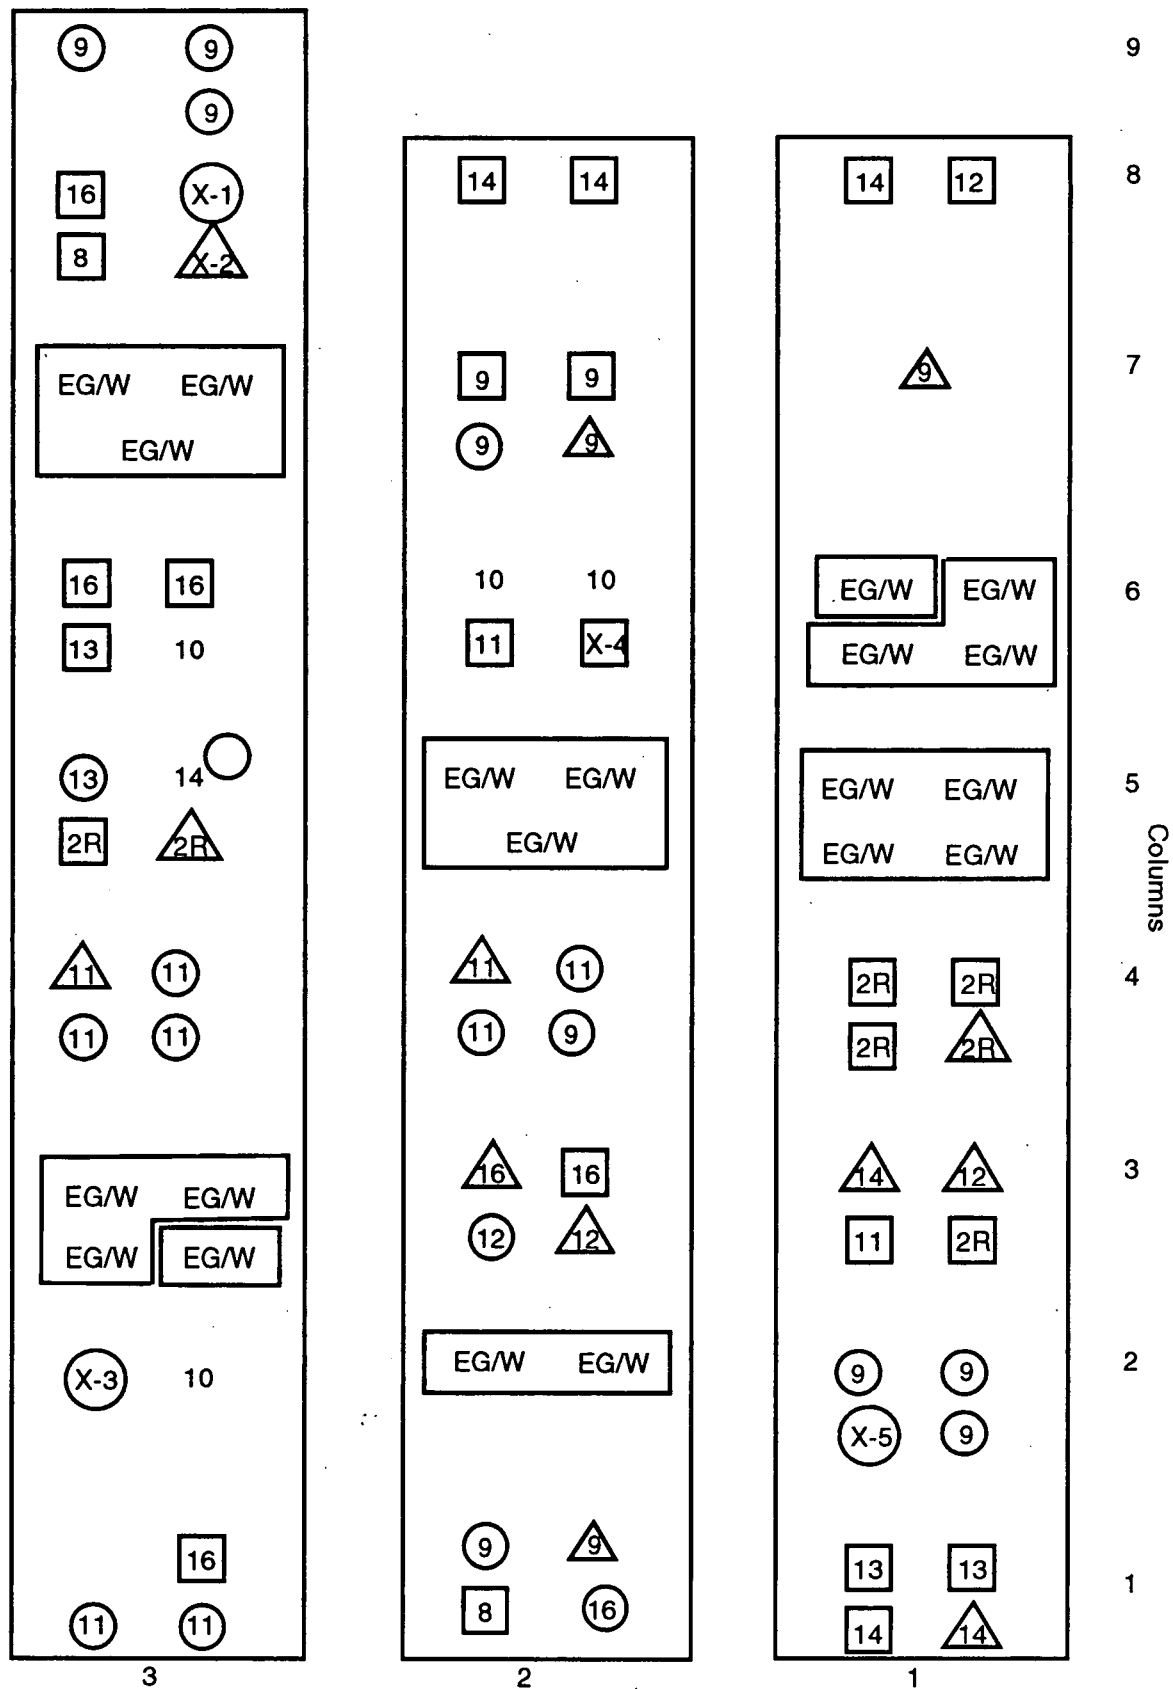 9 9 9
9
16 X-1 14 14 14 12 8
8 X-2
EG/W EG/W 9 9 9 7
EG/W 9 9
16 16 10 10 EG/W EG/W 6
13 10 11 X-4 EG/W EG/W
13 14 EG/W EG/W EG/W EG/W 5
2R 2R EG/W EG/W EG/W
Columns
11 11 11 11 2R 2R 4
11 11 11 9 2R 2R
EG/W EG/W 16 16 14 12 3
EG/W EG/W 12 12 11 2R
X-3 10 EG/W EG/W 9 9 2
X-5 9
16 9 9 13 13 1
11 11 8 16 14 14
3 2 1